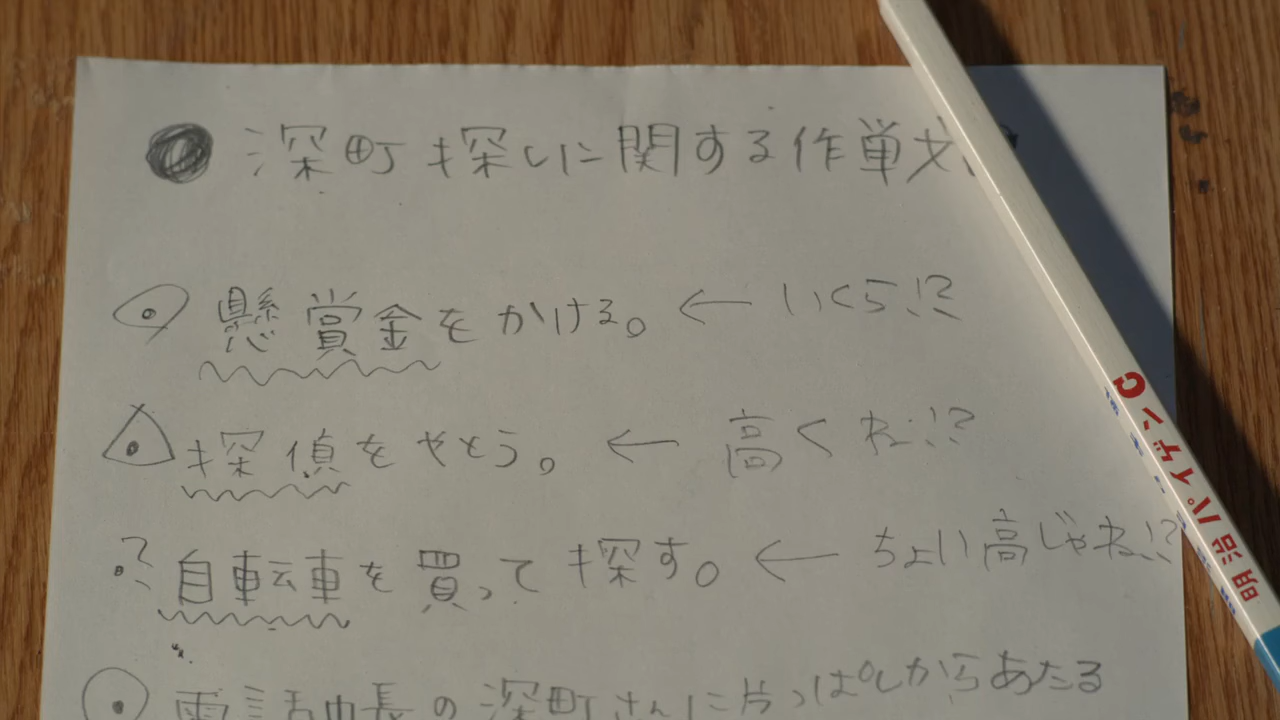 ● 深町探しに関する作戦
懸賞金をかける。← いくら!?
探偵をやとう。← 高くね!?
自転車を買って探す。← ちょい高じゃね!?
電話帳の深町さんに片っぱしからあたる
明治パイゲンC